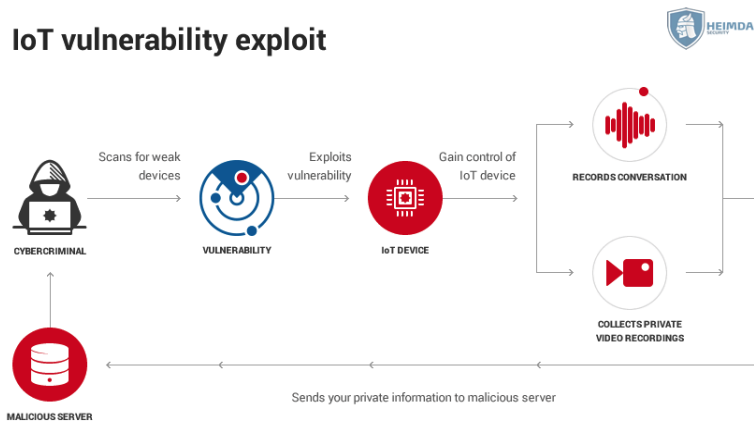 IoT vulnerability exploit
HEIMDA
SECURITY
Scans for weak
devices
Exploits
vulnerability
Gain control of
IoT device
RECORDS CONVERSATION
CYBERCRIMINAL
VULNERABILITY
IoT DEVICE
COLLECTS PRIVATE
VIDEO RECORDINGS
Sends your private information to malicious server
MALICIOUS SERVER